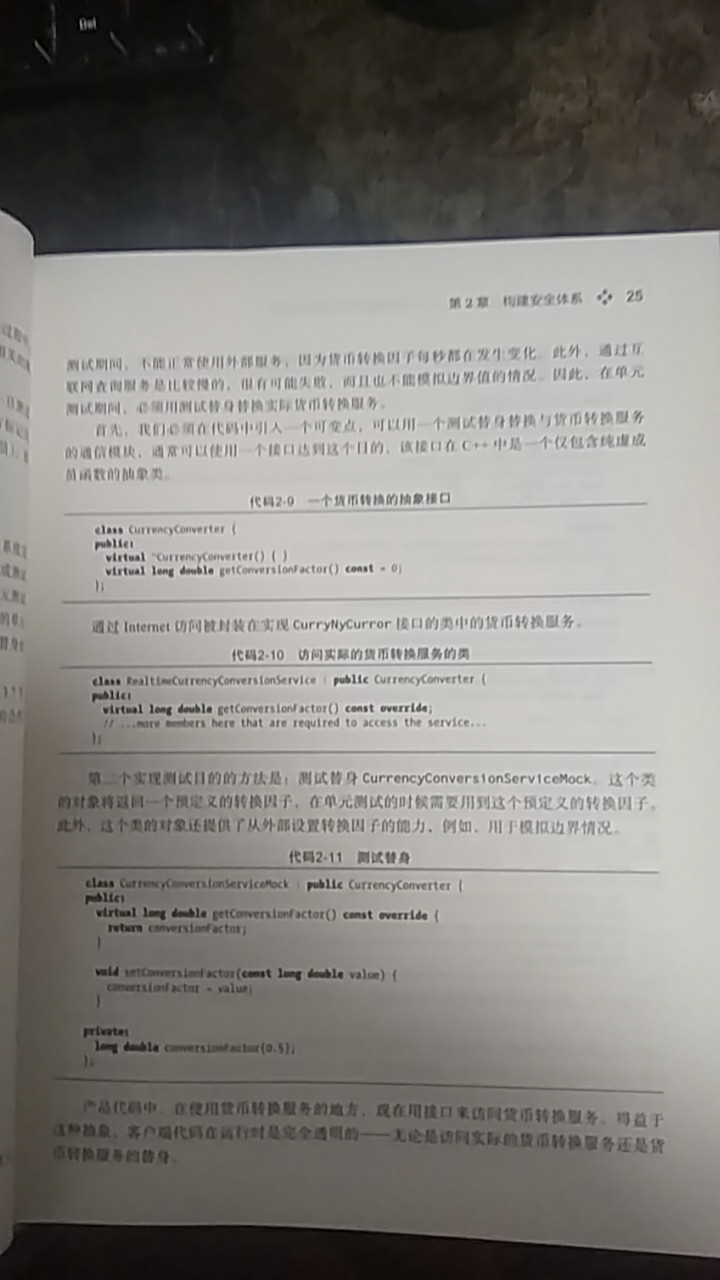 Del
第2章 构建安全体系 25
测试期间，不能正常使用外部服务，因为货币转换因子每秒都在发生变化。此外，通过互
联网查询服务是比较慢的，很有可能失败，而且也不能模拟边界值的情况。因此，在单元
测试期间，必须用测试替身替换实际货币转换服务。
首先，我们必须在代码中引入一个可变点，可以用一个测试替身替换与货币转换服务
的通信模块，通常可以使用一个接口达到这个目的，该接口在 C++ 中是一个仅包含纯虚成
员函数的抽象类。
代码2-9 一个货币转换的抽象接口
class CurrencyConverter {
public:
virtual ~CurrencyConverter() { }
virtual long double getConversionFactor() const = 0;
};
通过 Internet 访问被封装在实现 CurryNyCurror 接口的类中的货币转换服务。
代码2-10 访问实际的货币转换服务的类
class RealtimeCurrencyConversionService : public CurrencyConverter {
public:
virtual long double getConversionFactor() const override;
// ...more members here that are required to access the service...
};
第二个实现测试目的的方法是：测试替身 CurrencyConversionServiceMock。这个类
的对象将返回一个预定义的转换因子，在单元测试的时候需要用到这个预定义的转换因子。
此外，这个类的对象还提供了从外部设置转换因子的能力，例如，用于模拟边界情况。
代码2-11 测试替身
class CurrencyConversionServiceMock : public CurrencyConverter {
public:
virtual long double getConversionFactor() const override {
return conversionFactor;
}
void setConversionFactor(const long double value) {
conversionFactor = value;
}
private:
long double conversionFactor{0.5};
};
产品代码中，在使用货币转换服务的地方，现在用接口来访问货币转换服务。得益于
这种抽象，客户端代码在运行时是完全透明的——无论是访问实际的货币转换服务还是货
币转换服务的替身。